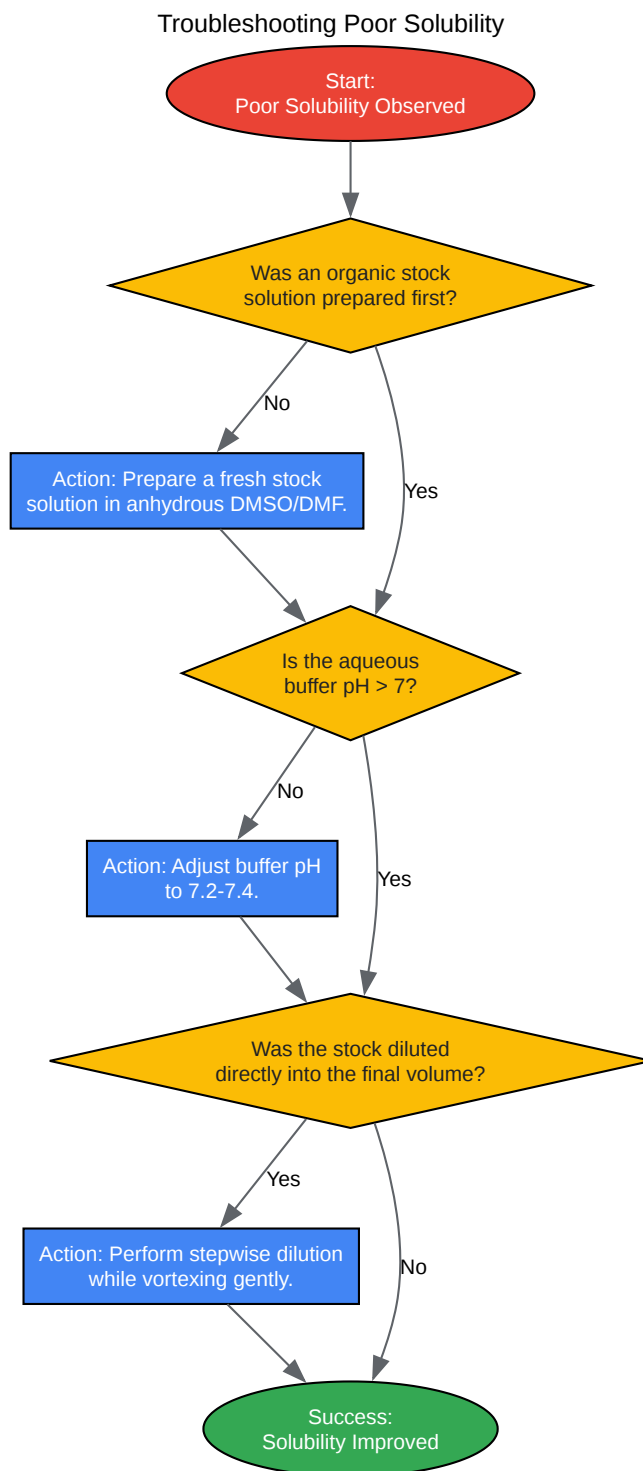 Troubleshooting Poor Solubility
Start:
Poor Solubility Observed
Was an organic stock
solution prepared first?
No
Yes
Action: Prepare a fresh stock
solution in anhydrous DMSO/DMF.
Is the aqueous
buffer pH > 7?
No
Yes
Action: Adjust buffer pH
to 7.2-7.4.
Was the stock diluted
directly into the final volume?
Yes
No
Action: Perform stepwise dilution
while vortexing gently.
Success:
Solubility Improved